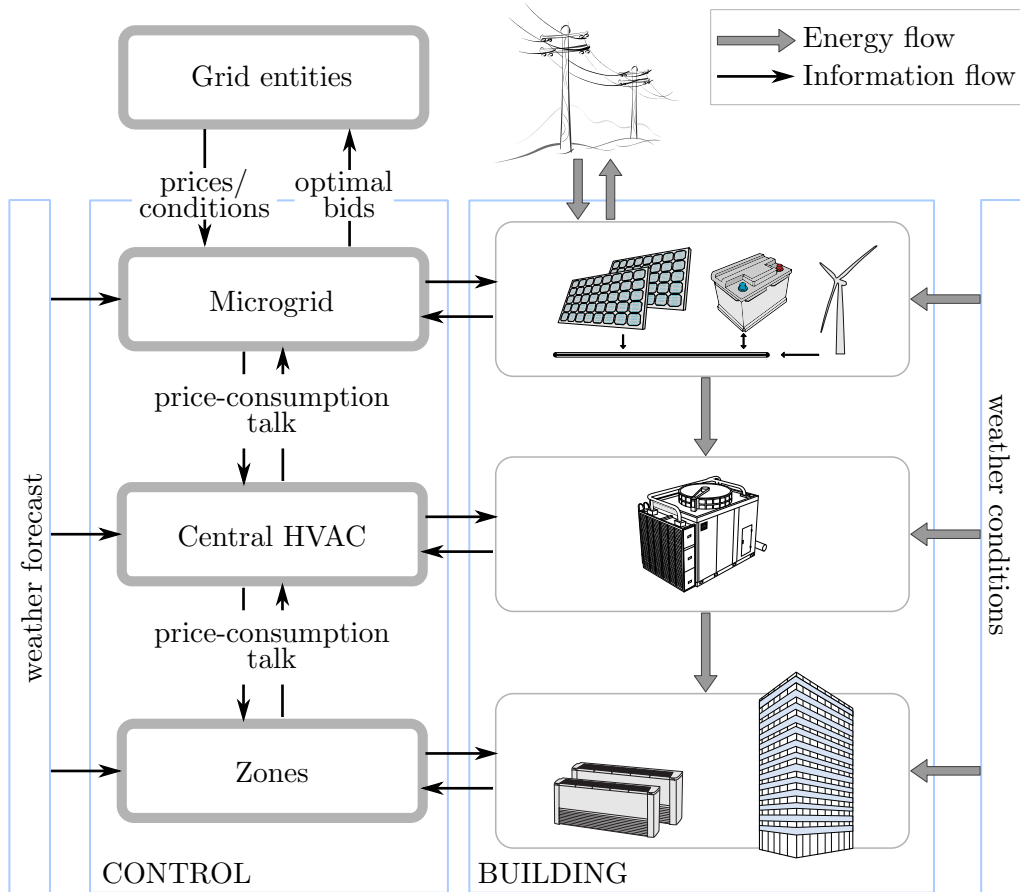 Energy flow
Information flow
Grid entities
prices/
conditions
optimal
bids
Microgrid
price-consumption
talk
Central HVAC
price-consumption
talk
Zones
CONTROL
BUILDING
weather forecast
weather conditions